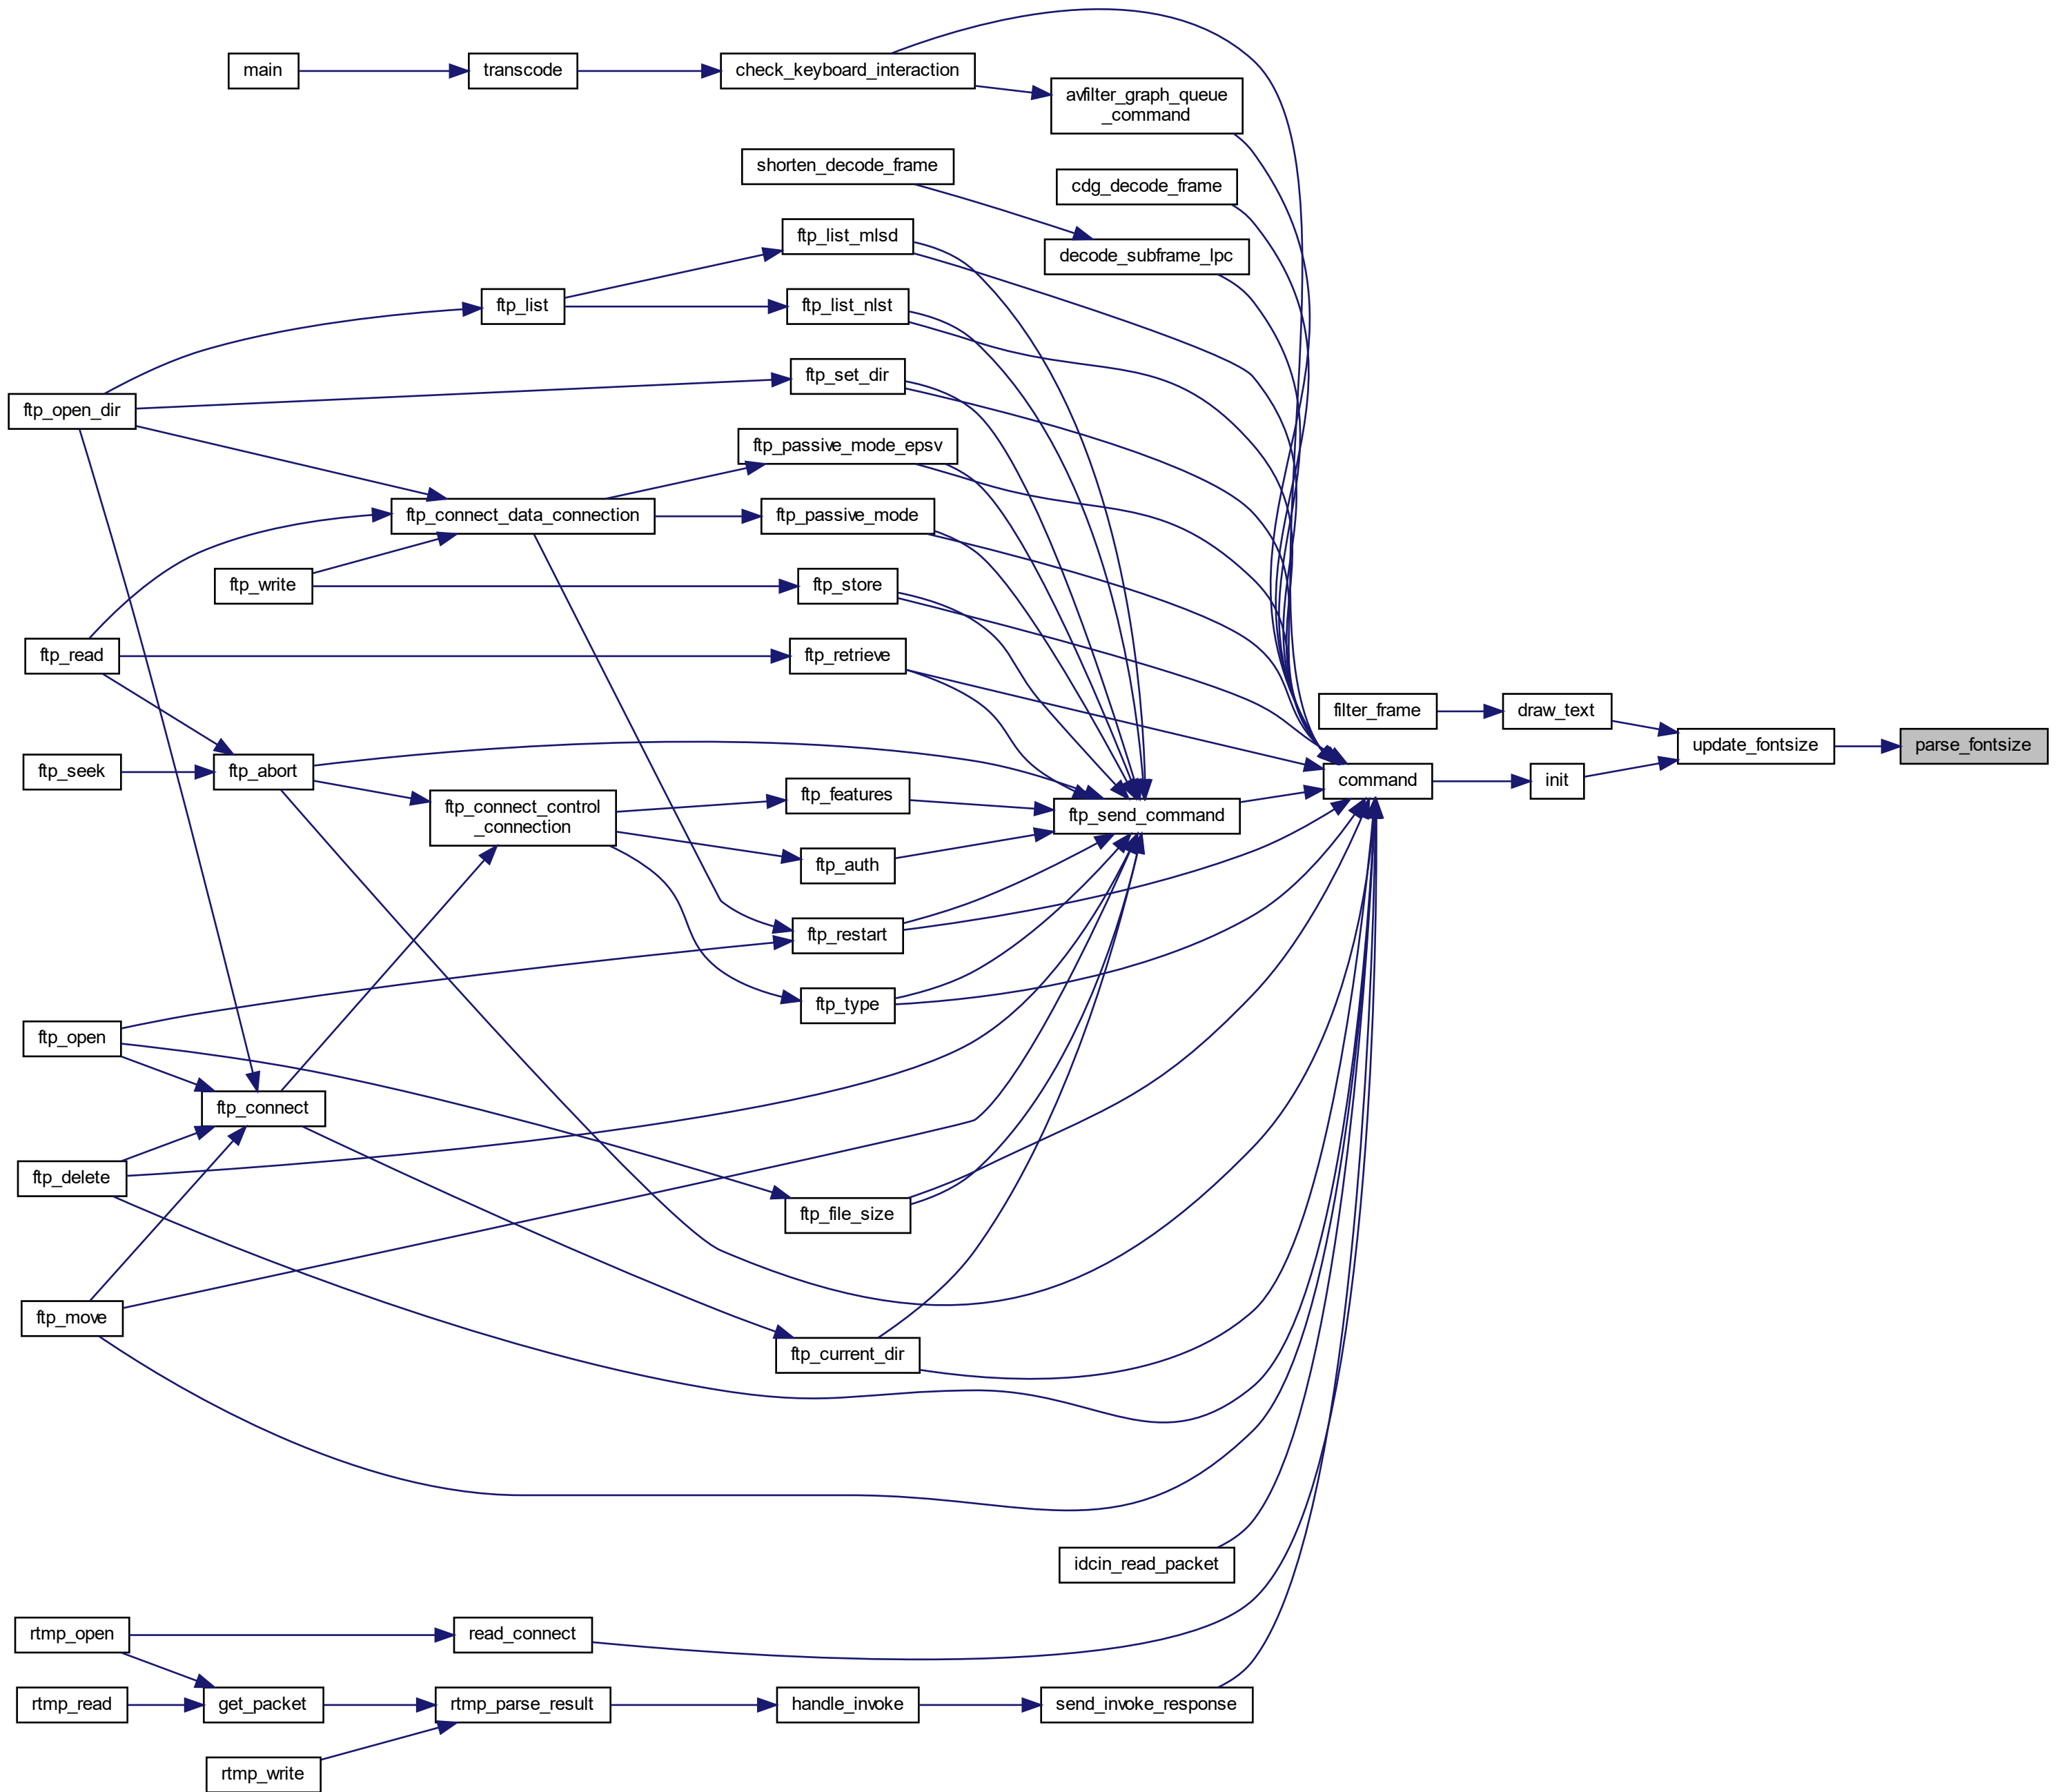 main
transcode
check_keyboard_interaction
avfilter_graph_queue
_command
shorten_decode_frame
cdg_decode_frame
ftp_list_mlsd
decode_subframe_lpc
ftp_list
ftp_list_nlst
ftp_set_dir
ftp_open_dir
ftp_passive_mode_epsv
ftp_connect_data_connection
ftp_passive_mode
ftp_write
ftp_store
ftp_read
ftp_retrieve
filter_frame
draw_text
update_fontsize
parse_fontsize
ftp_seek
ftp_abort
command
init
ftp_features
ftp_connect_control
_connection
ftp_send_command
ftp_auth
ftp_restart
ftp_type
ftp_open
ftp_connect
ftp_delete
ftp_file_size
ftp_move
ftp_current_dir
idcin_read_packet
rtmp_open
read_connect
rtmp_read
get_packet
rtmp_parse_result
handle_invoke
send_invoke_response
rtmp_write